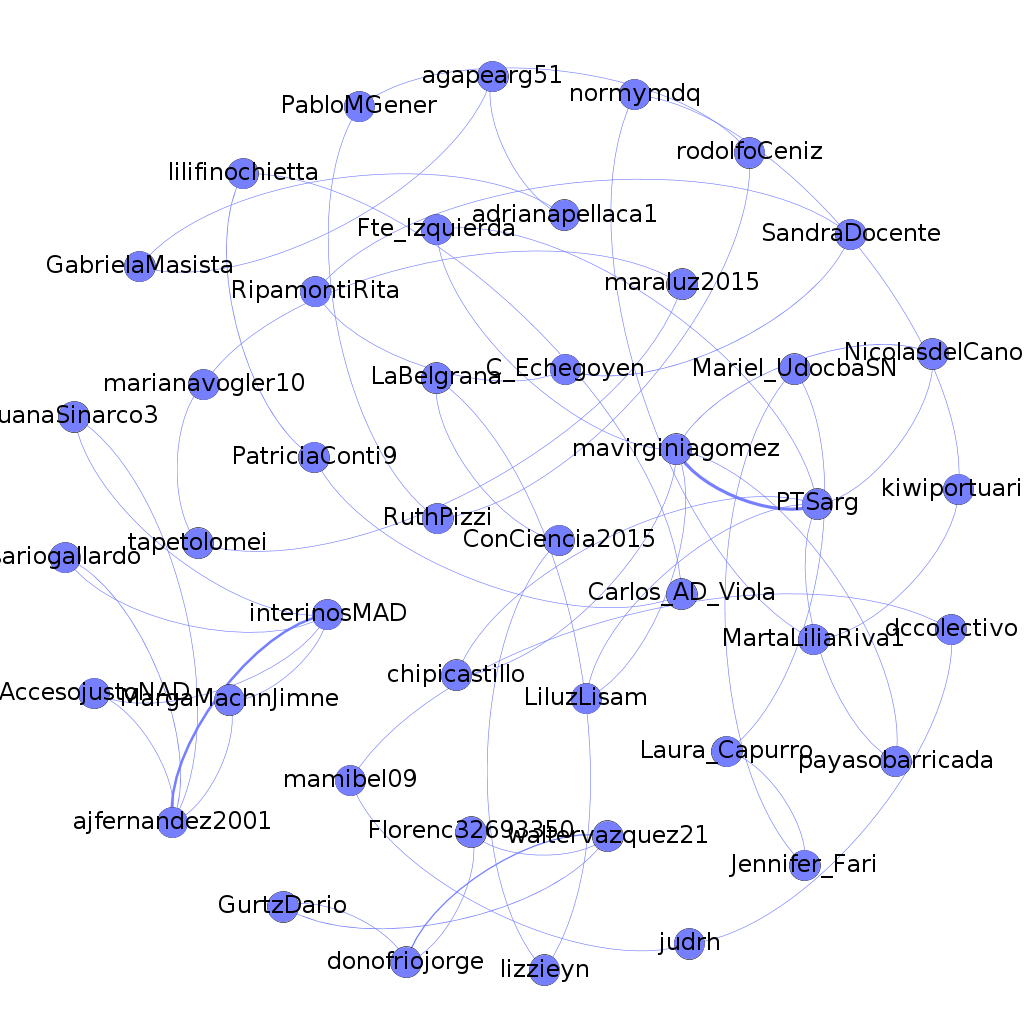 agapearg51
normymdq
PabloMGener
rodolfoCeniz
lilifinochietta
adrianapellaca1
Fte_Izquierda
SandraDocente
GabrielaMasista
RipamontiRita
maraluz2015
NicolasdelCano
C_Echegoyen
Mariel_UdocbaSN
LaBelgrana
marianavogler10
uanaSinarco3
mavirginiagomez
PatriciaConti9
kiwiportuari
PTSarg
RuthPizzi
ConCiencia2015
tapetolomei
sariogallardo
Carlos_AD_Viola
interinosMAD
dccolectivo
MartaLiliaRiva1
chipicastillo
AccesojustoNAD
MargaMachnJimne
LiluzLisam
Laura_Capurro
payasobarricada
mamibel09
ajfernandez2001
Florenc32693350
waltervazquez21
Jennifer_Fari
GurtzDario
judrh
donofriojorge
lizzieyn